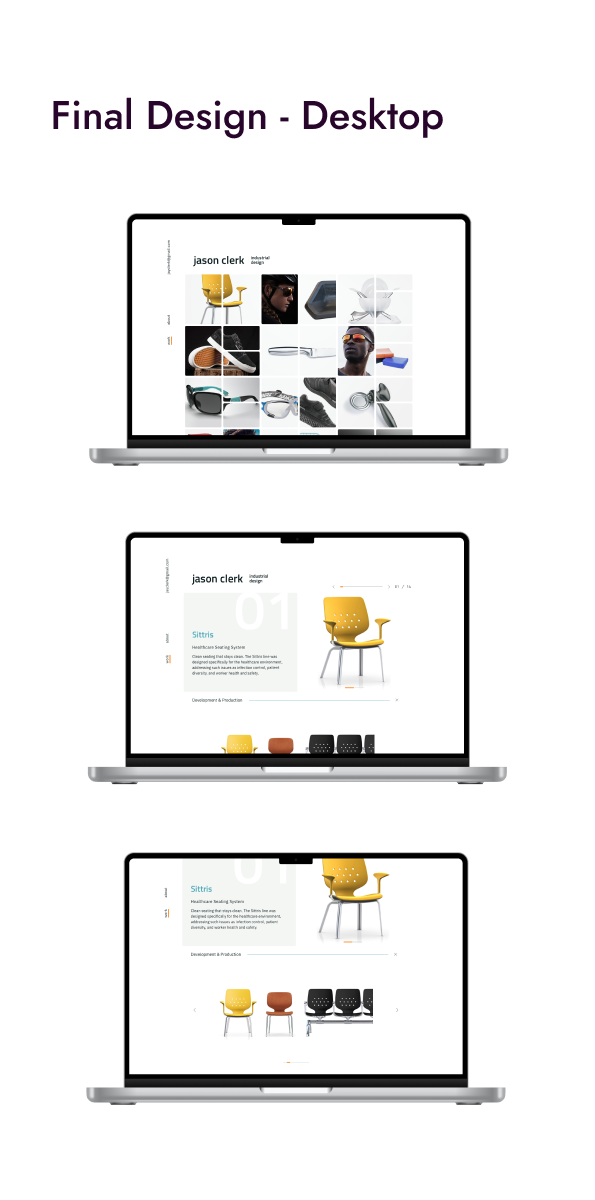 Final Design - Desktop
jayclerk@gmail.com
jason clerk
industrial
design
about
work
jayclerk@gmail.com
jason clerk
industrial
design
01 / 14
01
about
work
Sittris
Healthcare Seating System
Clean seating that stays clean. The Sittris line was
designed specifically for the healthcare environment,
addressing such issues as infection control, patient
diversity, and worker health and safety.
Development & Production
01
about
work
Sittris
Healthcare Seating System
Clean seating that stays clean. The Sittris line was
designed specifically for the healthcare environment,
addressing such issues as infection control, patient
diversity, and worker health and safety.
Development & Production